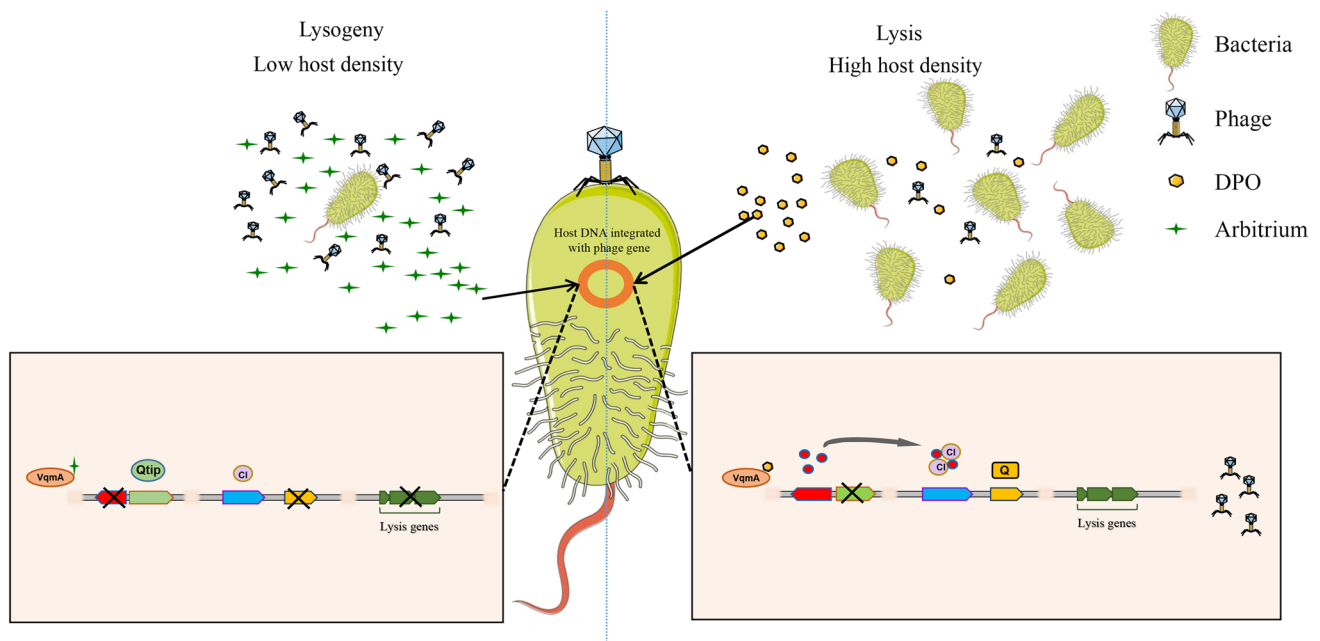 Lysogeny
Low host density
Lysis
High host density
Bacteria
Phage
DPO
Arbitrium
Host DNA integrated
with phage gene
VqmA
Qtip
CI
Lysis genes
VqmA
CI
CI
Q
Lysis genes